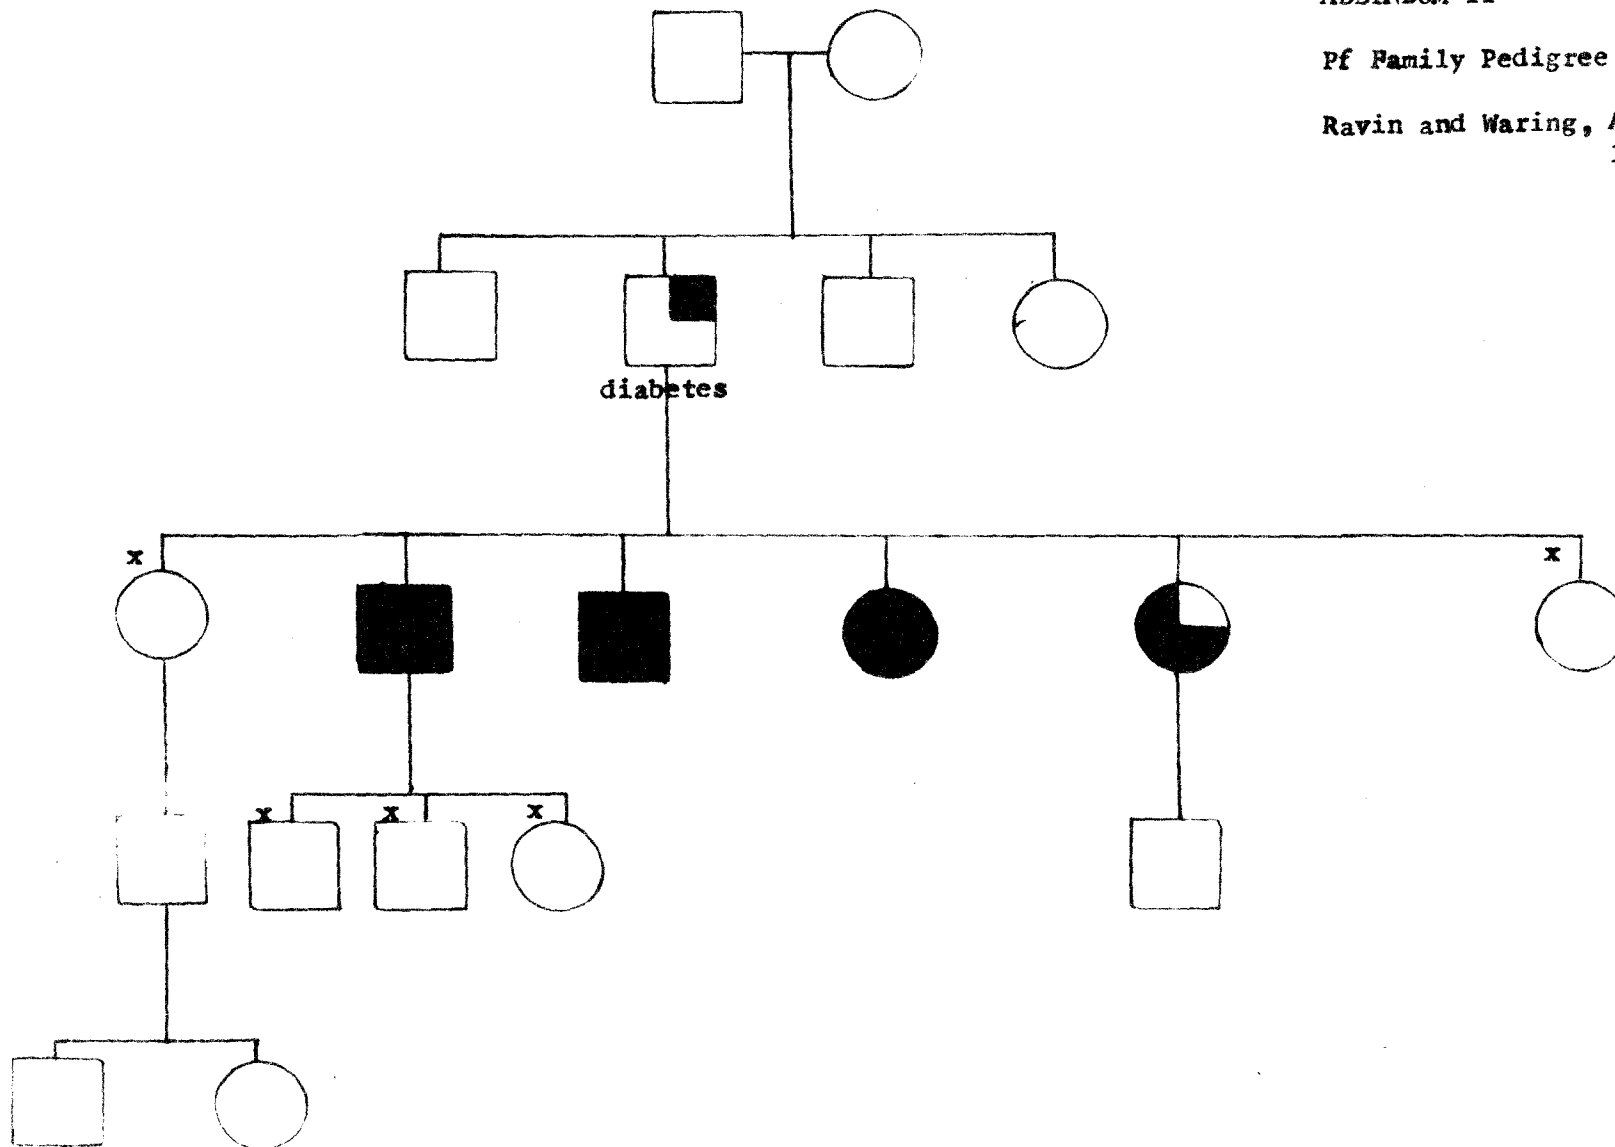 Pf Family Pedigree
Ravin and Waring,
diabetes
x
x
x
x
x